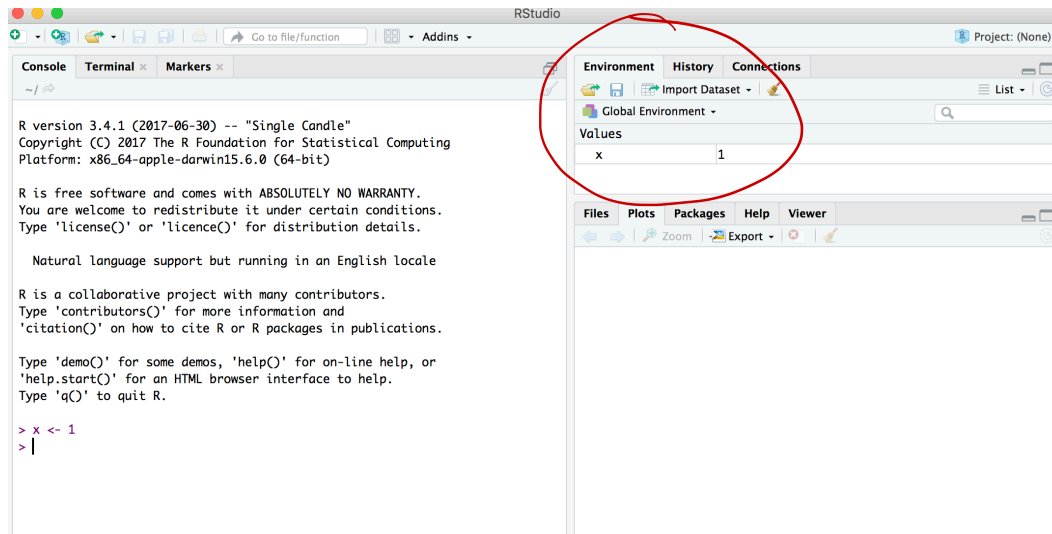 RStudio
Go to file/function
Addins
Project: (None)
Console Terminal Markers
~/
R version 3.4.1 (2017-06-30) -- "Single Candle"
Copyright (C) 2017 The R Foundation for Statistical Computing
Platform: x86_64-apple-darwin15.6.0 (64-bit)
R is free software and comes with ABSOLUTELY NO WARRANTY.
You are welcome to redistribute it under certain conditions.
Type 'license()' or 'licence()' for distribution details.
Natural language support but running in an English locale
R is a collaborative project with many contributors.
Type 'contributors()' for more information and
'citation()' on how to cite R or R packages in publications.
Type 'demo()' for some demos, 'help()' for on-line help, or
'help.start()' for an HTML browser interface to help.
Type 'q()' to quit R.
> x <- 1
>
Environment History Connections
Import Dataset
List
Global Environment
Values
x 1
Files Plots Packages Help Viewer
Zoom Export